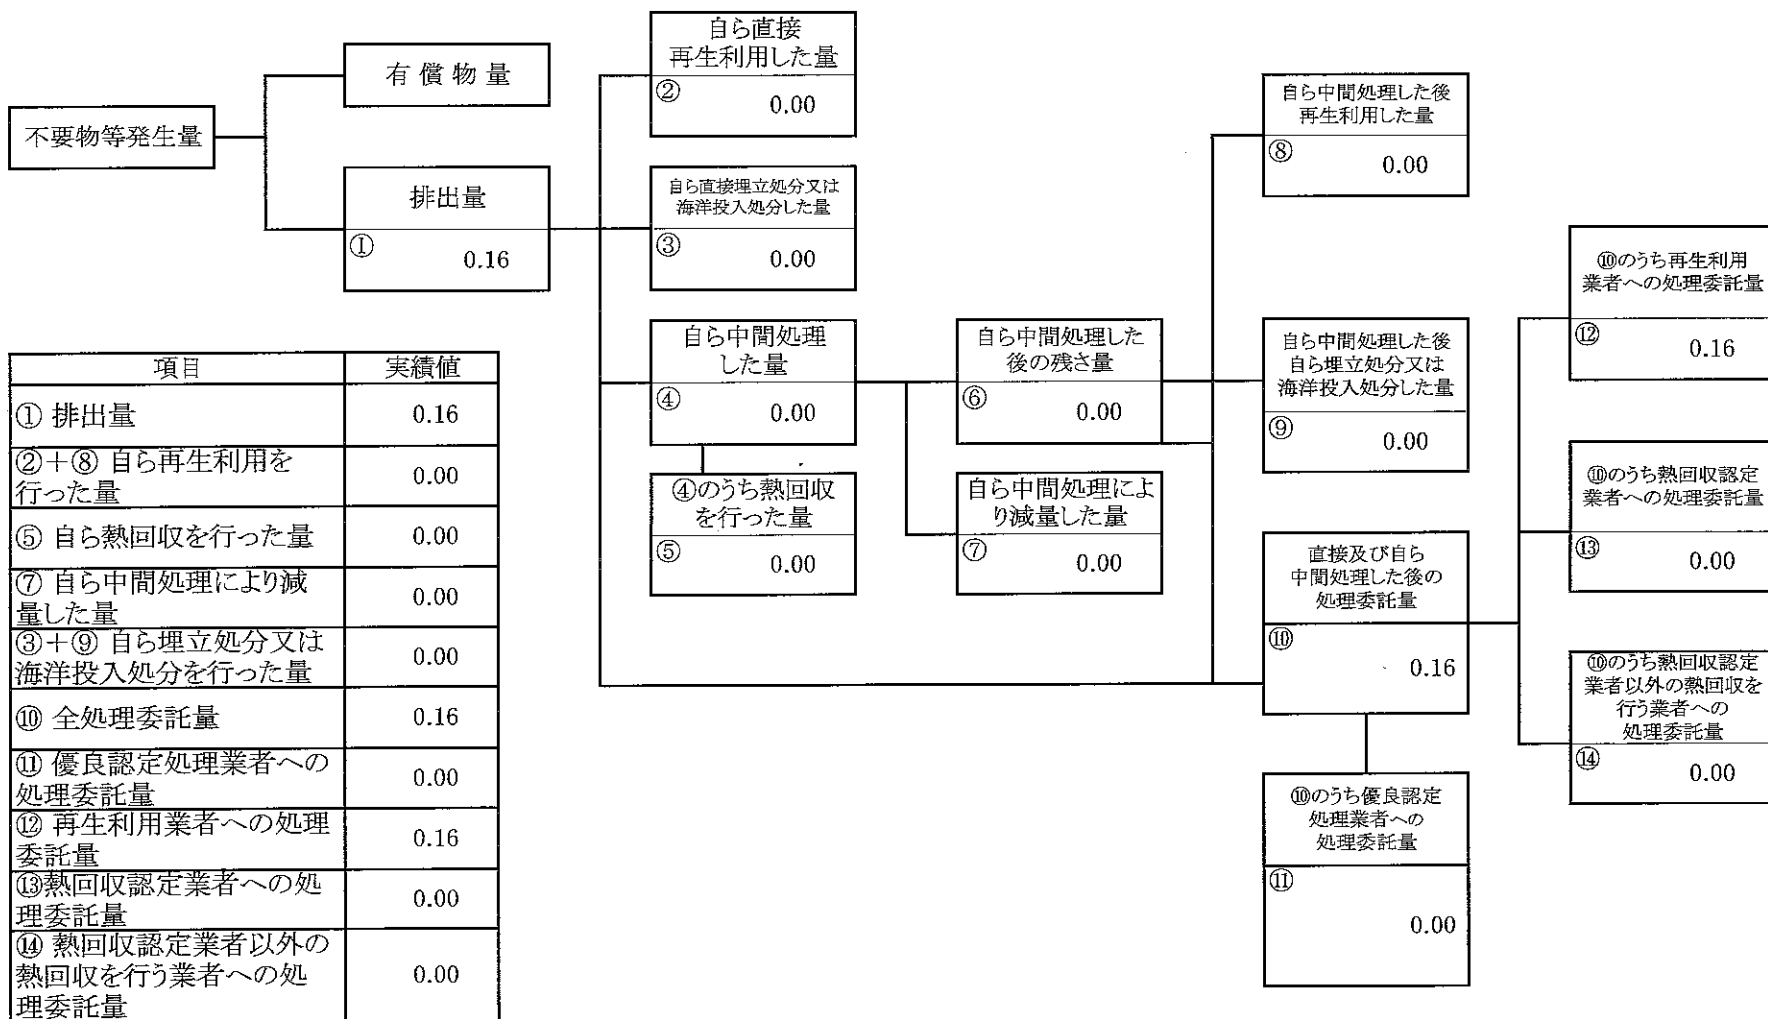 不要物等発生量
有償物量
排出量
①
0.16
自ら直接
再生利用した量
②
0.00
自ら直接埋立処分又は
海洋投入処分した量
③
0.00
自ら中間処理
した量
④
0.00
④のうち熱回収
を行った量
⑤
0.00
自ら中間処理した
後の残さ量
⑥
0.00
自ら中間処理によ
り減量した量
⑦
0.00
自ら中間処理した後
再生利用した量
⑧
0.00
自ら中間処理した後
自ら埋立処分又は
海洋投入処分した量
⑨
0.00
直接及び自ら
中間処理した後の
処理委託量
⑩
0.16
⑩のうち優良認定
処理業者への
処理委託量
⑪
0.00
⑩のうち再生利用
業者への処理委託量
⑫
0.16
⑩のうち熱回収認定
業者への処理委託量
⑬
0.00
⑩のうち熱回収認定
業者以外の熱回収を
行う業者への
処理委託量
⑭
0.00
項目 実績値
① 排出量 0.16
②+⑧ 自ら再生利用を
行った量 0.00
⑤ 自ら熱回収を行った量 0.00
⑦ 自ら中間処理により減
量した量 0.00
③+⑨ 自ら埋立処分又は
海洋投入処分を行った量 0.00
⑩ 全処理委託量 0.16
⑪ 優良認定処理業者への
処理委託量 0.00
⑫ 再生利用業者への処理
委託量 0.16
⑬熱回収認定業者への処
理委託量 0.00
⑭ 熱回収認定業者以外の
熱回収を行う業者への処
理委託量 0.00